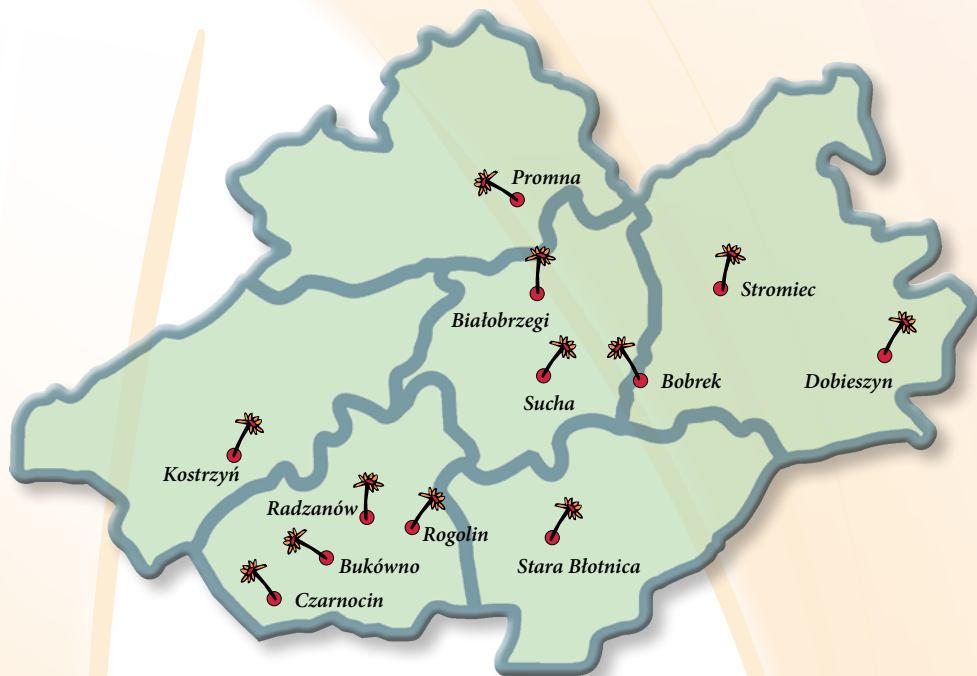 Promna
Stromiec
Białobrzegi
Bobrek
Dobieszyn
Sucha
Kostrzyń
Radzanów
Rogolin
Bukówno
Stara Błotnica
Czarnocin